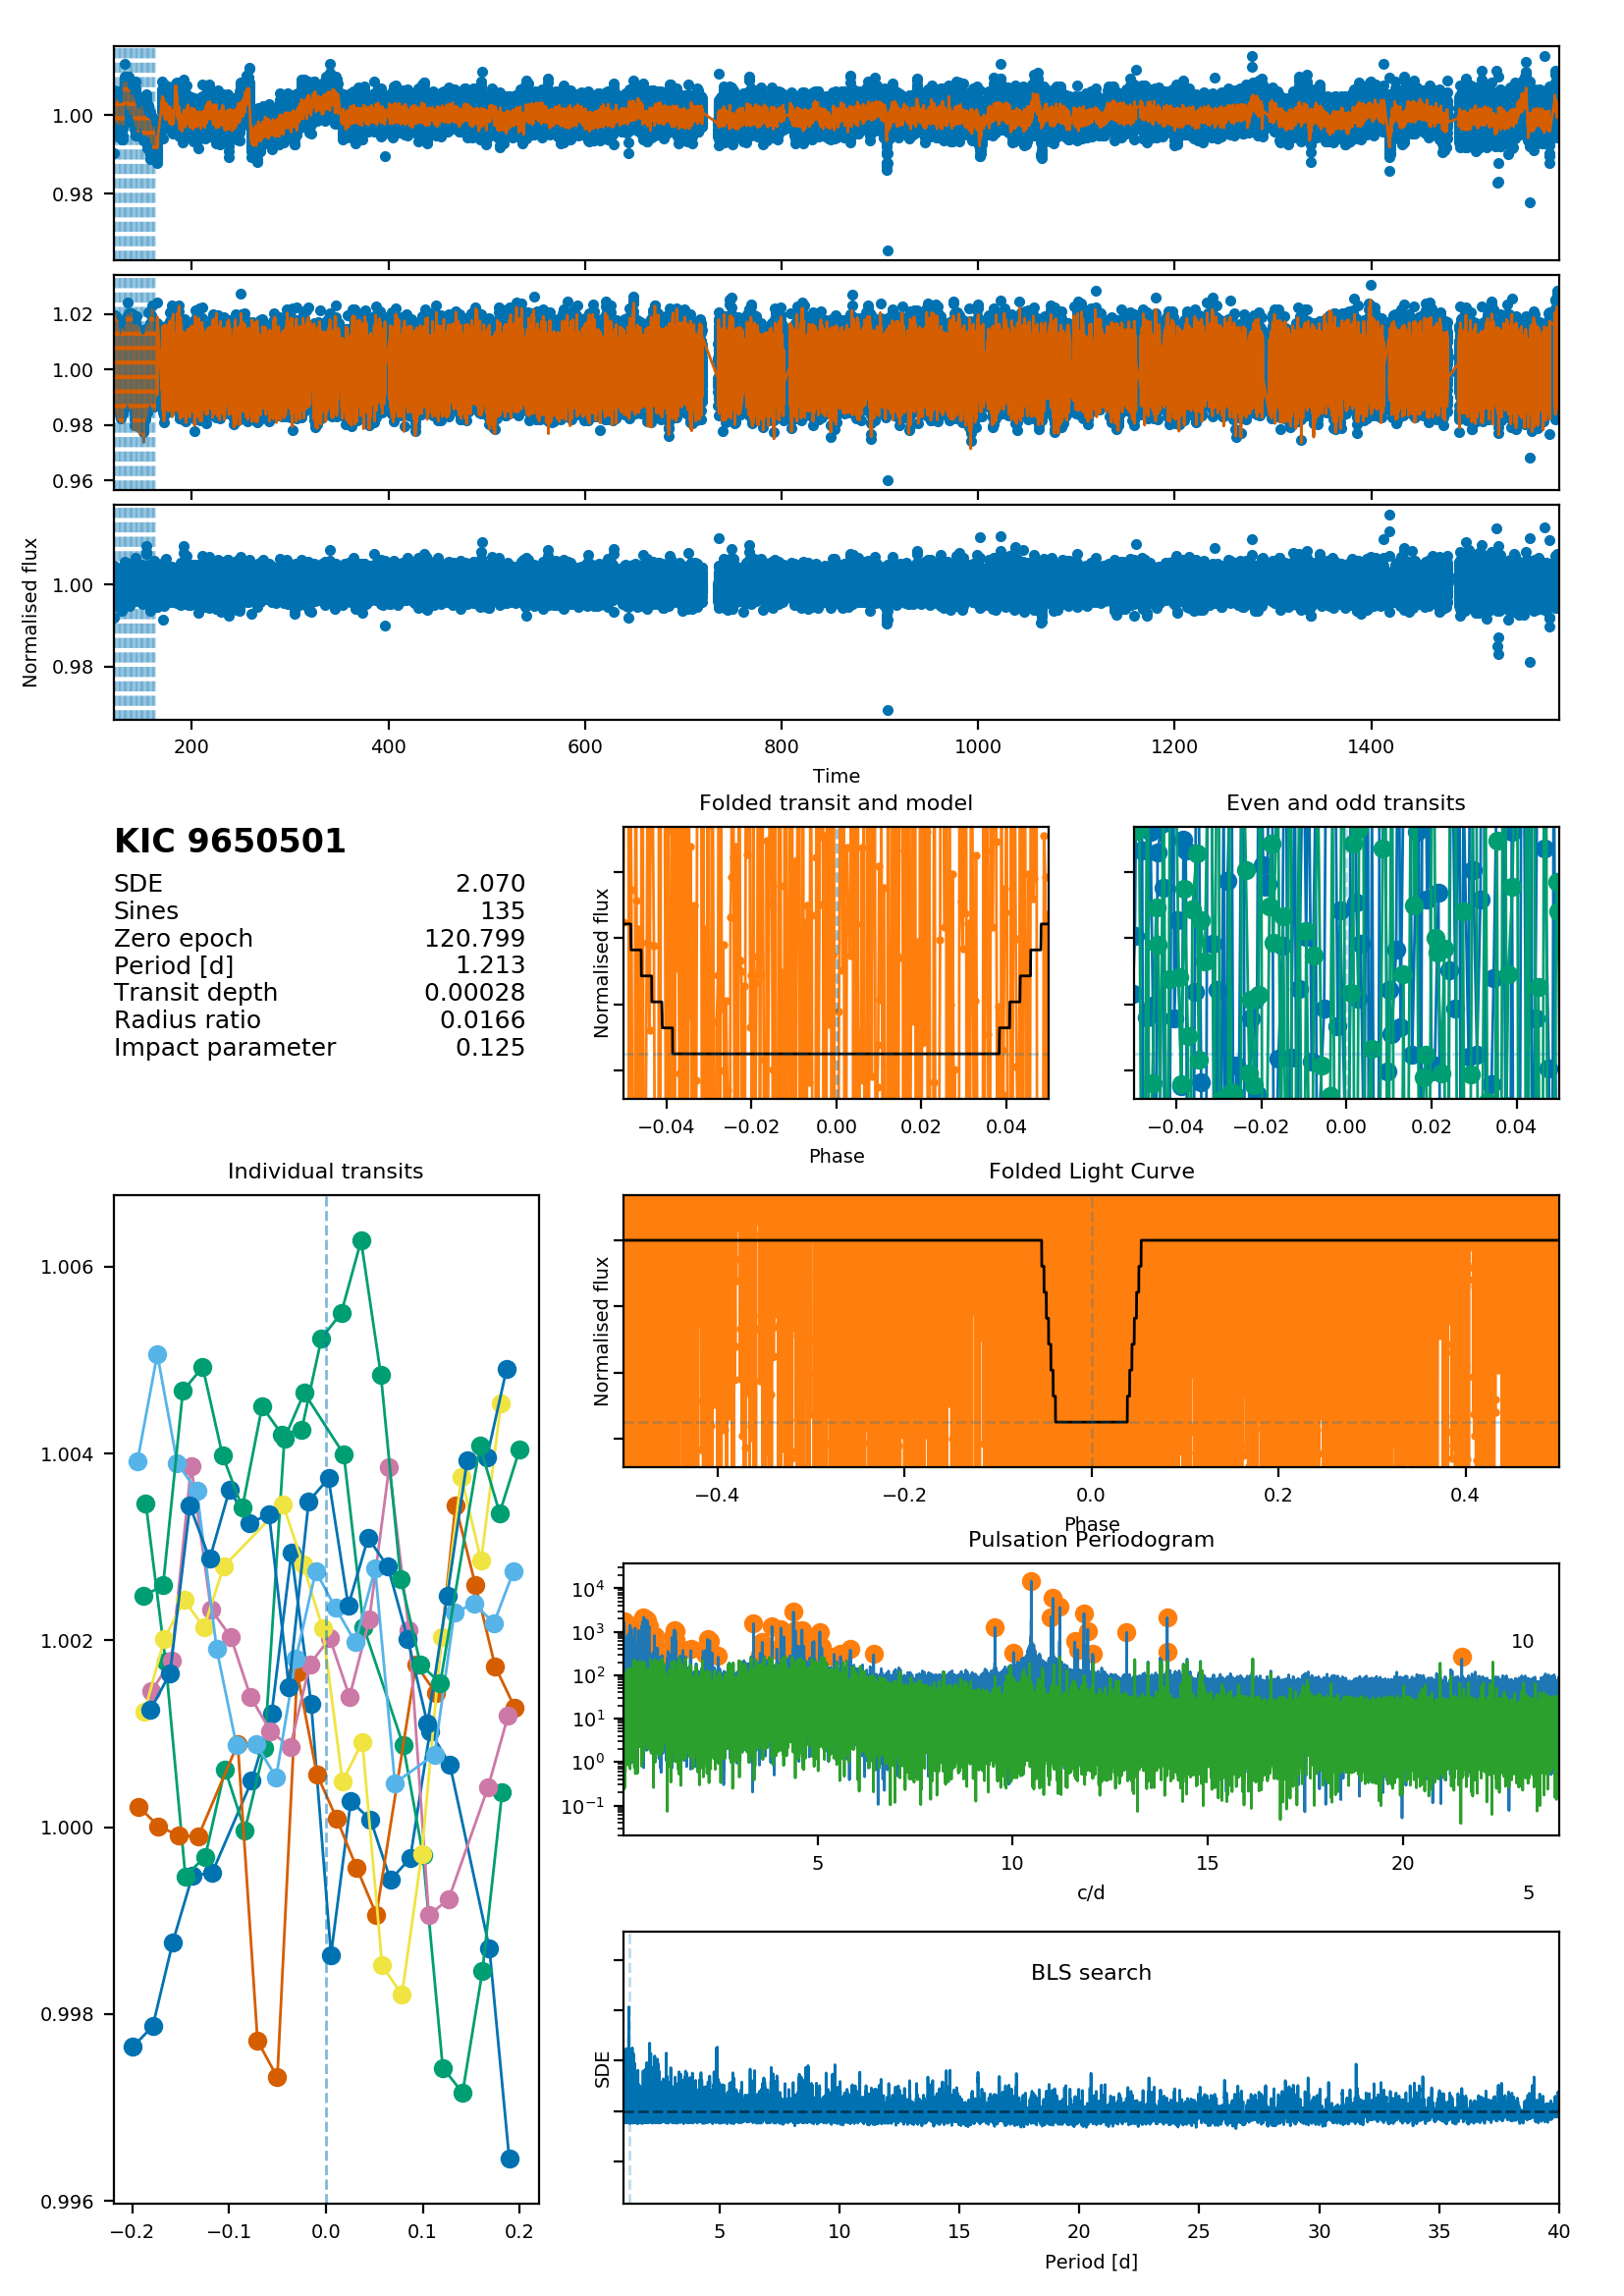 1.00
0.98
1.02
1.00
0.98
0.96
1.00
0.98
Normalised flux
200 400 600 800 1000 1200 1400
Time
KIC 9650501
SDE 2.070
Sines 135
Zero epoch 120.799
Period [d] 1.213
Transit depth 0.00028
Radius ratio 0.0166
Impact parameter 0.125
Folded transit and model
Normalised flux
−0.04 −0.02 0.00 0.02 0.04
Phase
Even and odd transits
−0.04 −0.02 0.00 0.02 0.04
Individual transits
1.006
1.004
1.002
1.000
0.998
0.996
−0.2 −0.1 0.0 0.1 0.2
Folded Light Curve
Normalised flux
−0.4 −0.2 0.0 0.2 0.4
Phase
Pulsation Periodogram
10⁴
10³
10²
10¹
10⁰
10⁻¹
10
5 10 15 20
c/d
5
BLS search
SDE
5 10 15 20 25 30 35 40
Period [d]